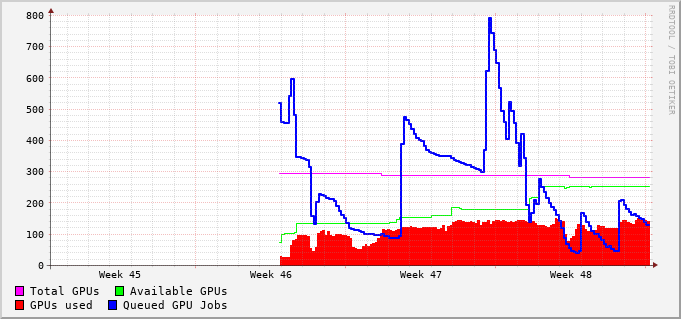 800
700
600
500
400
300
200
100
0
Week 45 Week 46 Week 47 Week 48
Total GPUs Available GPUs
GPUs used Queued GPU Jobs
RRDTOOL / TOBI OETIKER